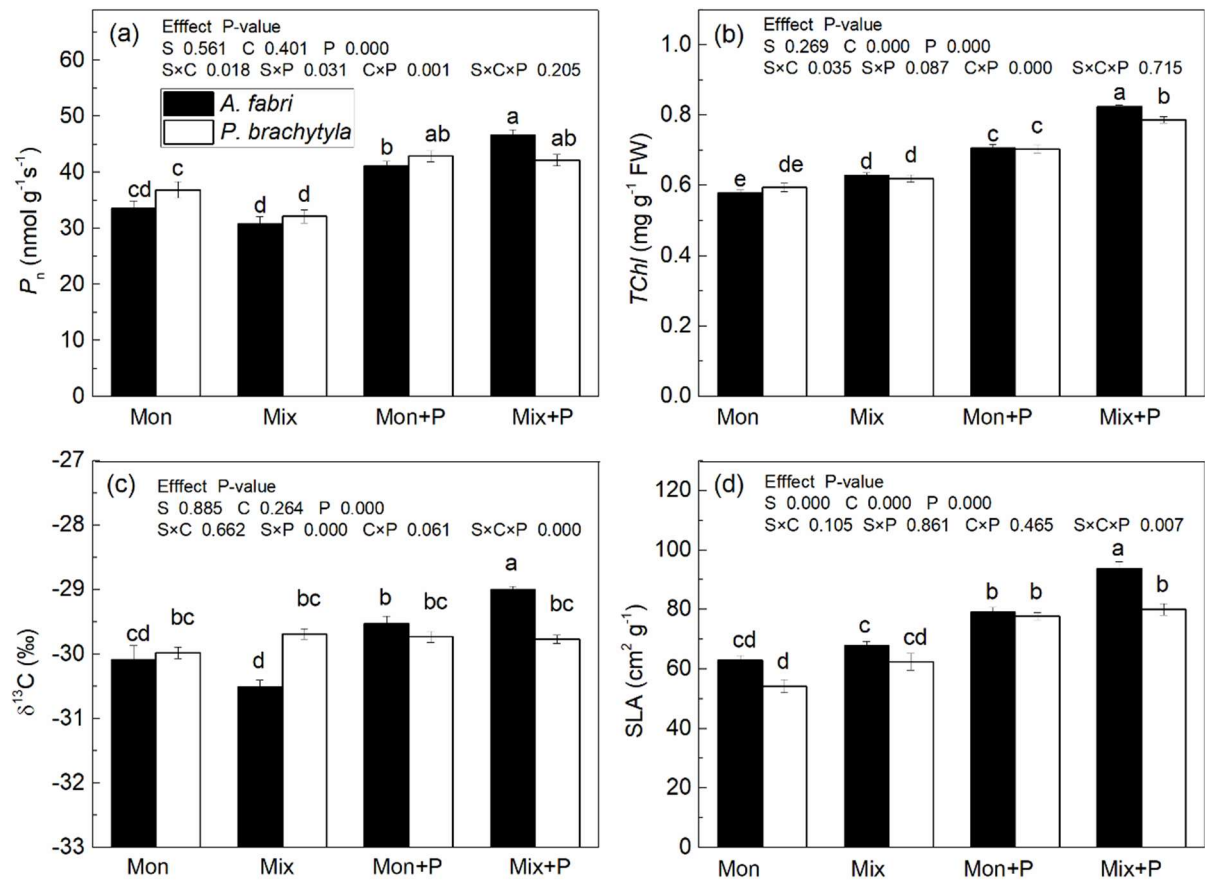 (a)
Efffect P-value
S 0.561 C 0.401 P 0.000
S×C 0.018 S×P 0.031 C×P 0.001 S×C×P 0.205
A. fabri
P. brachytyla
Pn (nmol g-1s-1)
60
50
40
30
20
10
0
cd c d d b ab a ab
Mon Mix Mon+P Mix+P
(b)
Efffect P-value
S 0.269 C 0.000 P 0.000
S×C 0.035 S×P 0.087 C×P 0.000 S×C×P 0.715
TChl (mg g-1 FW)
1.0
0.8
0.6
0.4
0.2
0.0
e de d d c c a b
Mon Mix Mon+P Mix+P
(c)
Efffect P-value
S 0.885 C 0.264 P 0.000
S×C 0.662 S×P 0.000 C×P 0.061 S×C×P 0.000
δ13C (‰)
-27
-28
-29
-30
-31
-32
-33
cd bc d bc b bc a bc
Mon Mix Mon+P Mix+P
(d)
Efffect P-value
S 0.000 C 0.000 P 0.000
S×C 0.105 S×P 0.861 C×P 0.465 S×C×P 0.007
SLA (cm2 g-1)
120
100
80
60
40
20
0
cd d c cd b b a b
Mon Mix Mon+P Mix+P